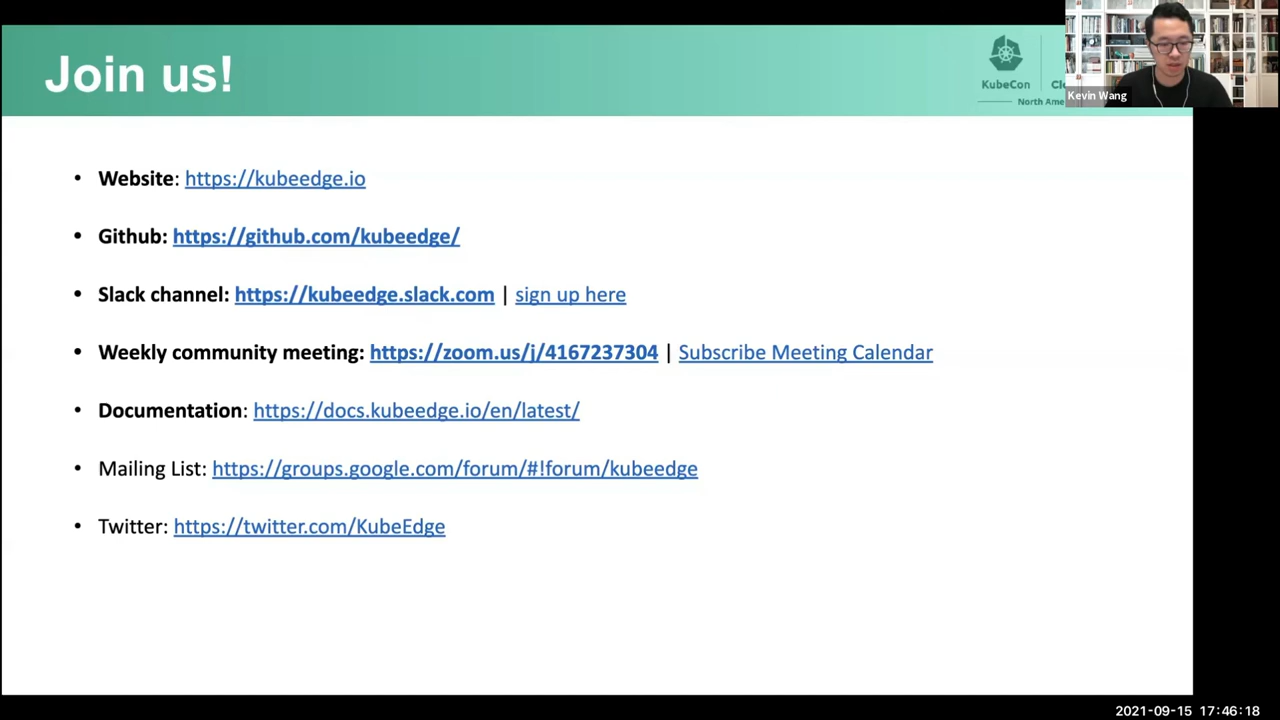 Join us!
KubeCon
North Ame
Kevin Wang
• Website: https://kubeedge.io
• Github: https://github.com/kubeedge/
• Slack channel: https://kubeedge.slack.com | sign up here
• Weekly community meeting: https://zoom.us/j/4167237304 | Subscribe Meeting Calendar
• Documentation: https://docs.kubeedge.io/en/latest/
• Mailing List: https://groups.google.com/forum/#!forum/kubeedge
• Twitter: https://twitter.com/KubeEdge
2021-09-15 17:46:18